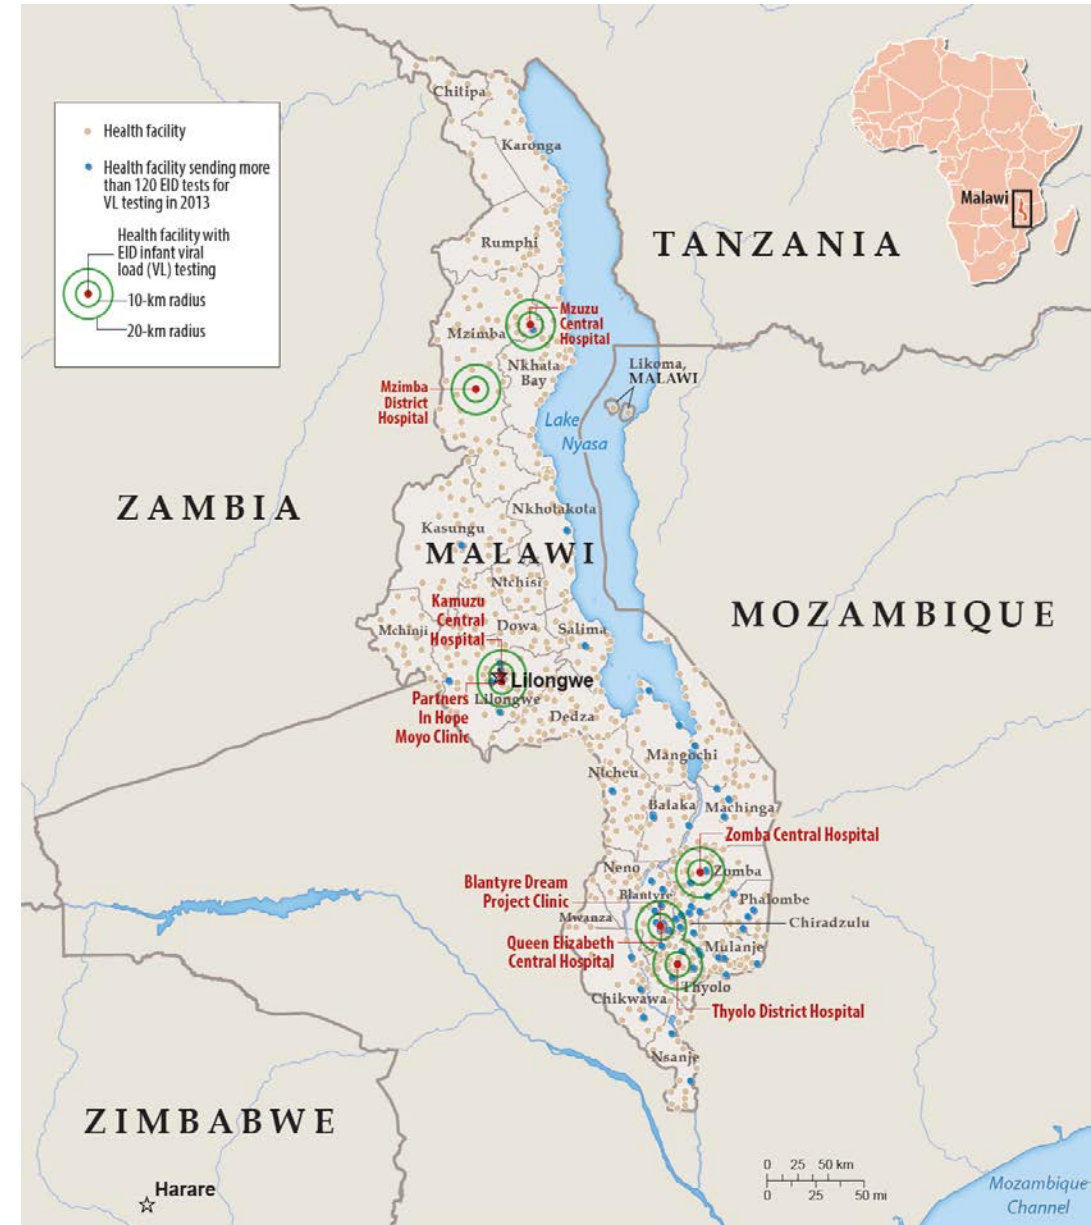 Health facility
Health facility sending more
than 120 EID tests for
VL testing in 2013
Health facility with
EID infant viral
load (VL) testing
10-km radius
20-km radius
Malawi
Chitipa
Karonga
TANZANIA
Rumphi
Mzuzu
Central
Hospital
Mzimba
Nkhata
Bay
Likoma,
MALAWI
Mzimba
District
Hospital
Lake
Nyasa
ZAMBIA
Nkhotakota
Kasungu
MALAWI
Ntchisi
Kamuzu
Central
Hospital
MOZAMBIQUE
Mchinji
Dowa
Salima
Lilongwe
Partners
In Hope
Moyo Clinic
Lilongwe
Dedza
Mangochi
Ntcheu
Balaka
Machinga
Zomba Central Hospital
Neno
Zomba
Blantyre Dream
Project Clinic
Blantyre
Phalombe
Mwanza
Chiradzulu
Queen Elizabeth
Central Hospital
Mulanje
Thyolo
Chikwawa
Thyolo District Hospital
Nsanje
ZIMBABWE
Harare
0 25 50 km
0 25 50 mi
Mozambique
Channel